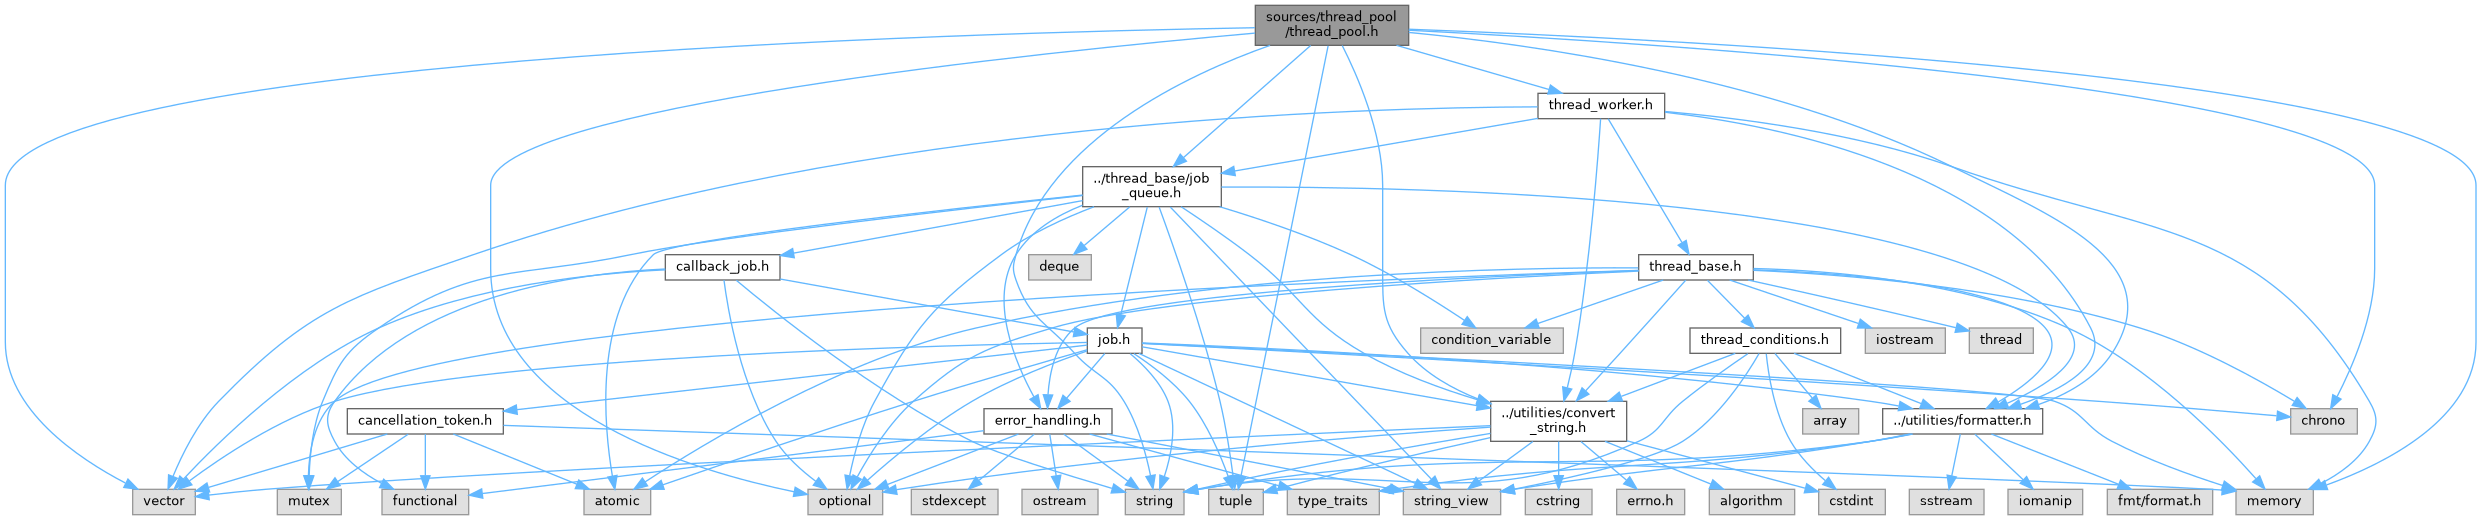 sources/thread_pool
/thread_pool.h
thread_worker.h
../thread_base/job
_queue.h
callback_job.h
deque
thread_base.h
job.h
condition_variable
thread_conditions.h
iostream
thread
cancellation_token.h
error_handling.h
../utilities/convert
_string.h
array
../utilities/formatter.h
chrono
vector
mutex
functional
atomic
optional
stdexcept
ostream
string
tuple
type_traits
string_view
cstring
errno.h
algorithm
cstdint
sstream
iomanip
fmt/format.h
memory